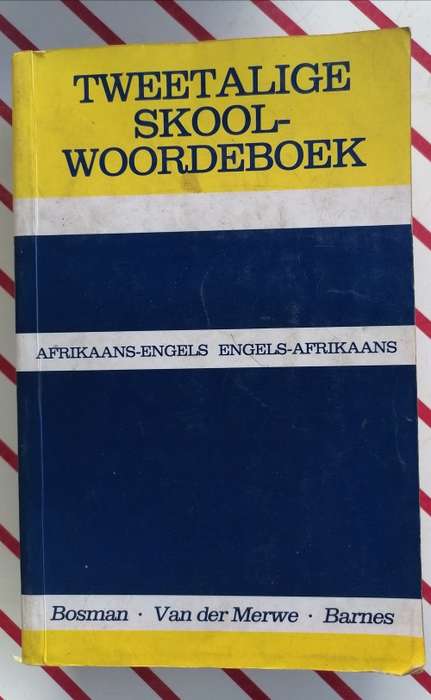 TWEETALIGE
SKOOL-
WOORDEBOEK
AFRIKAANS-ENGELS ENGELS-AFRIKAANS
Bosman · Van der Merwe · Barnes